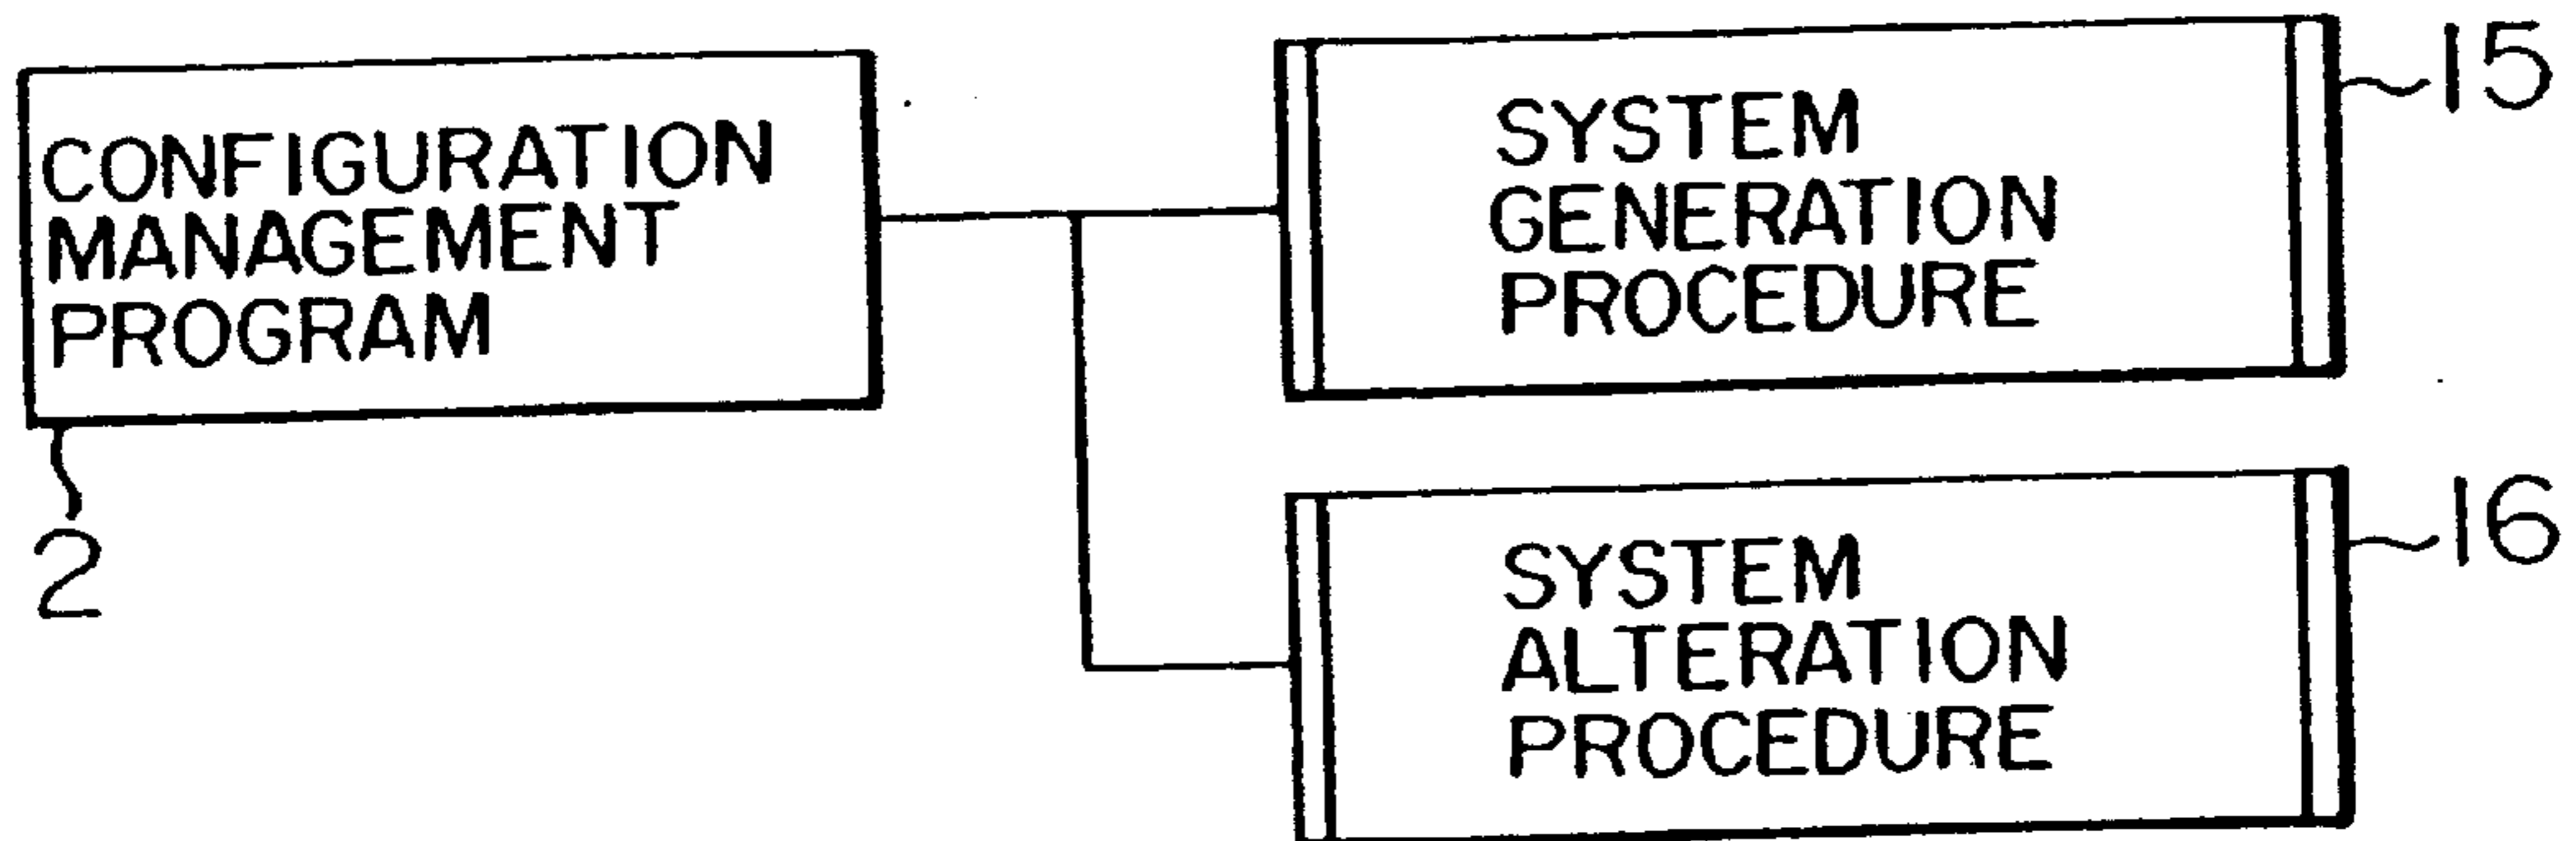 CONFIGURATION
MANAGEMENT
PROGRAM
2
SYSTEM
GENERATION
PROCEDURE
15
SYSTEM
ALTERATION
PROCEDURE
16